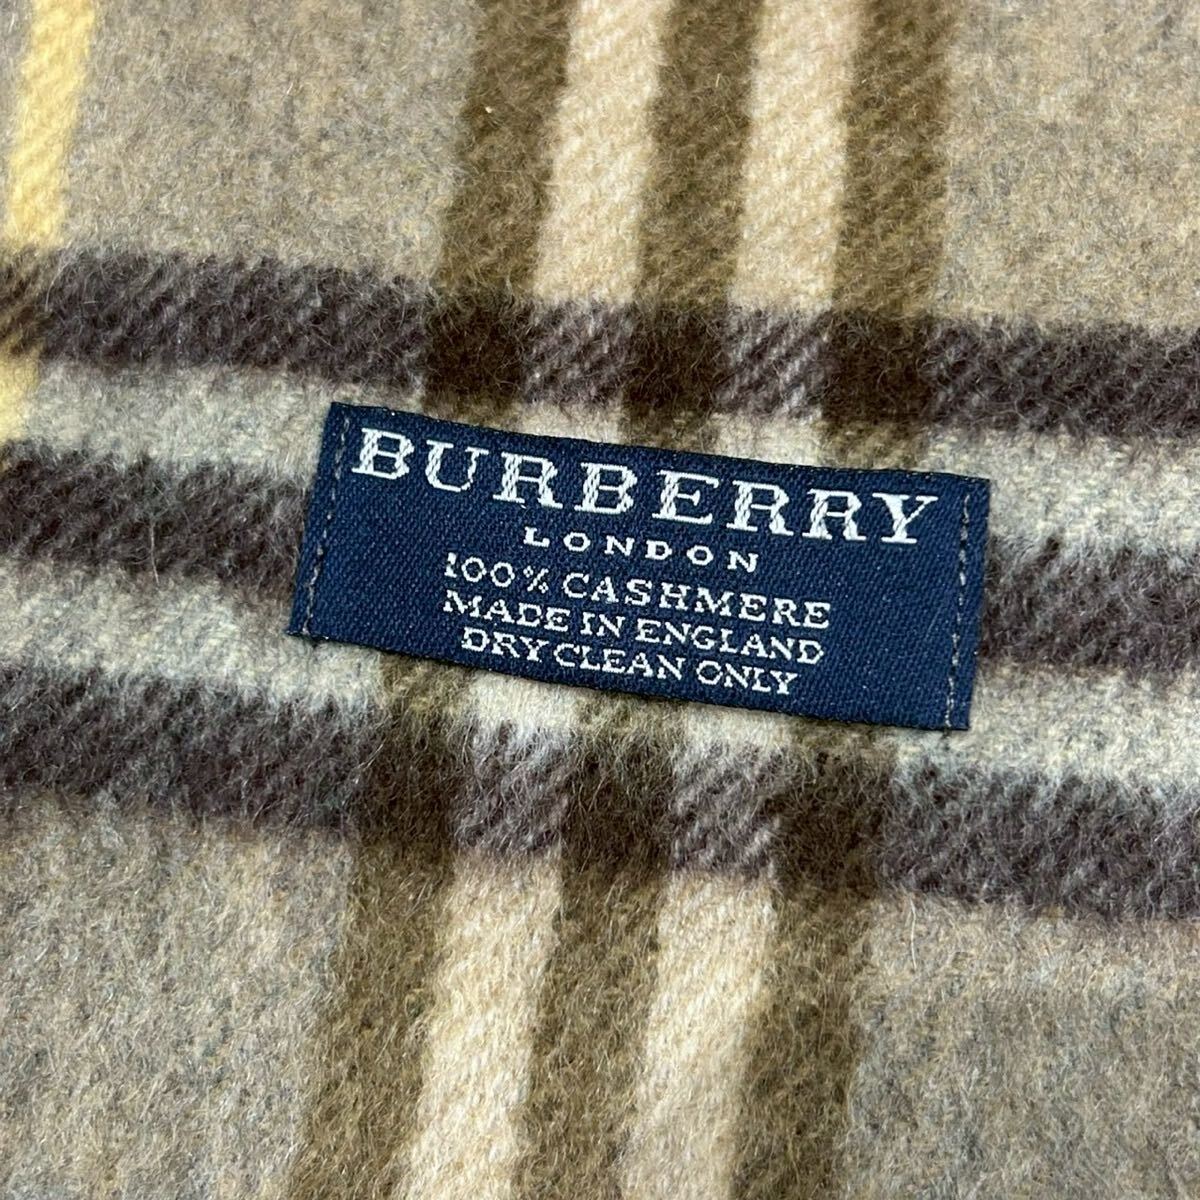 BURBERRY
LONDON
100% CASHMERE
MADE IN ENGLAND
DRY CLEAN ONLY